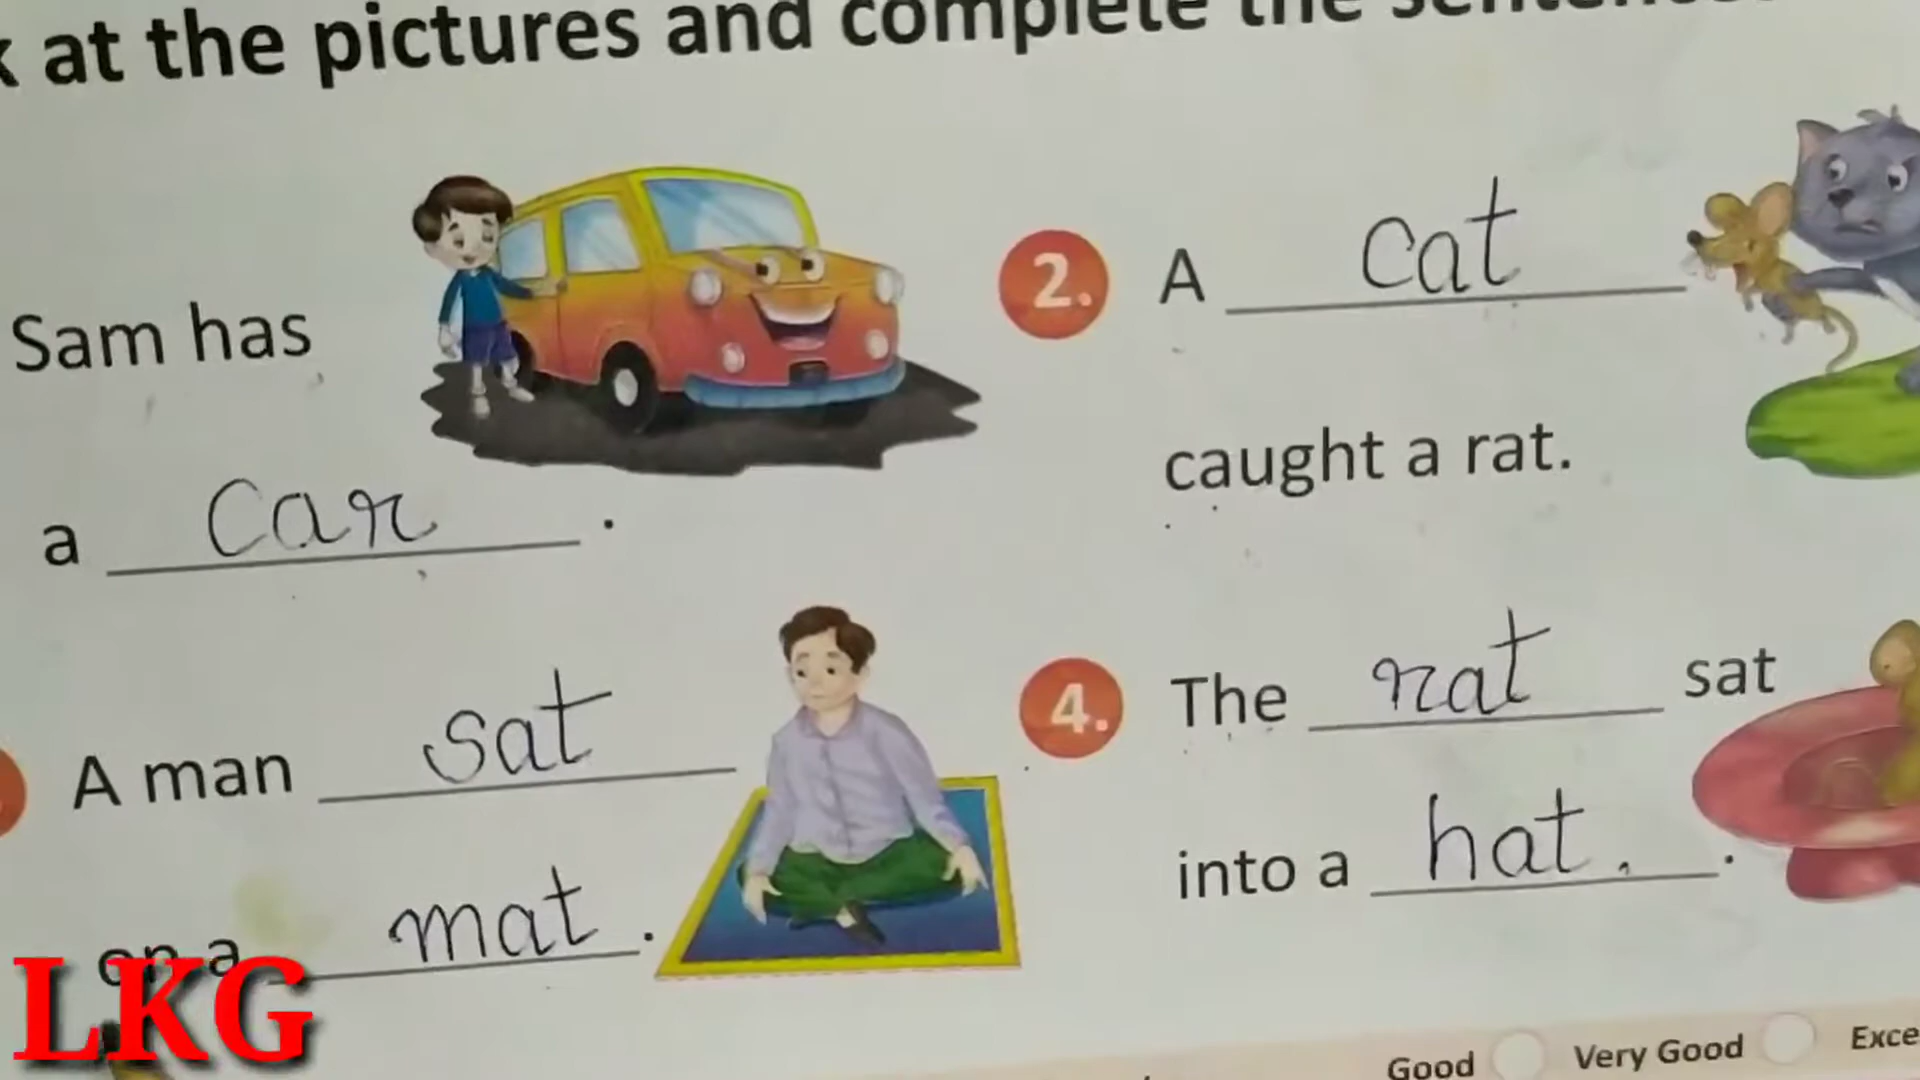 at the pictures and complete the
Sam has
a car .
2. A cat
caught a rat.
A man sat
on a mat .
4. The rat sat
into a hat. .
LKG
Good Very Good